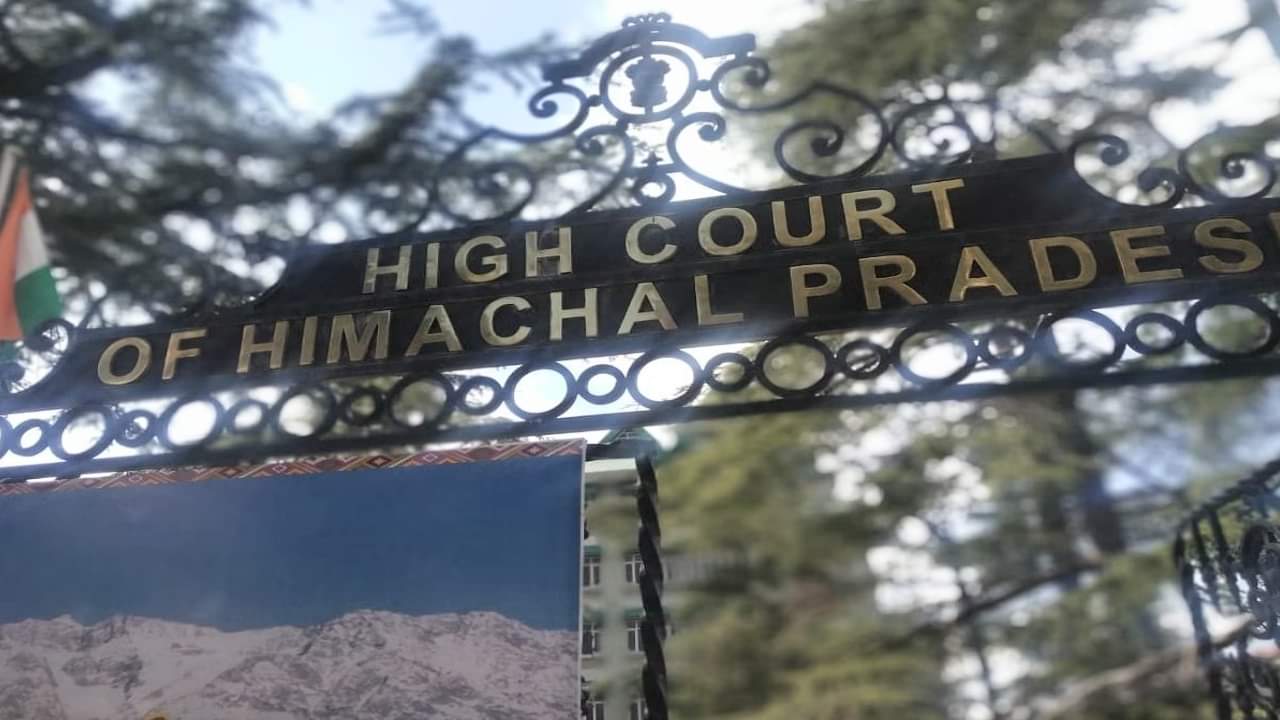 HIGH COURT
OF HIMACHAL PRADES